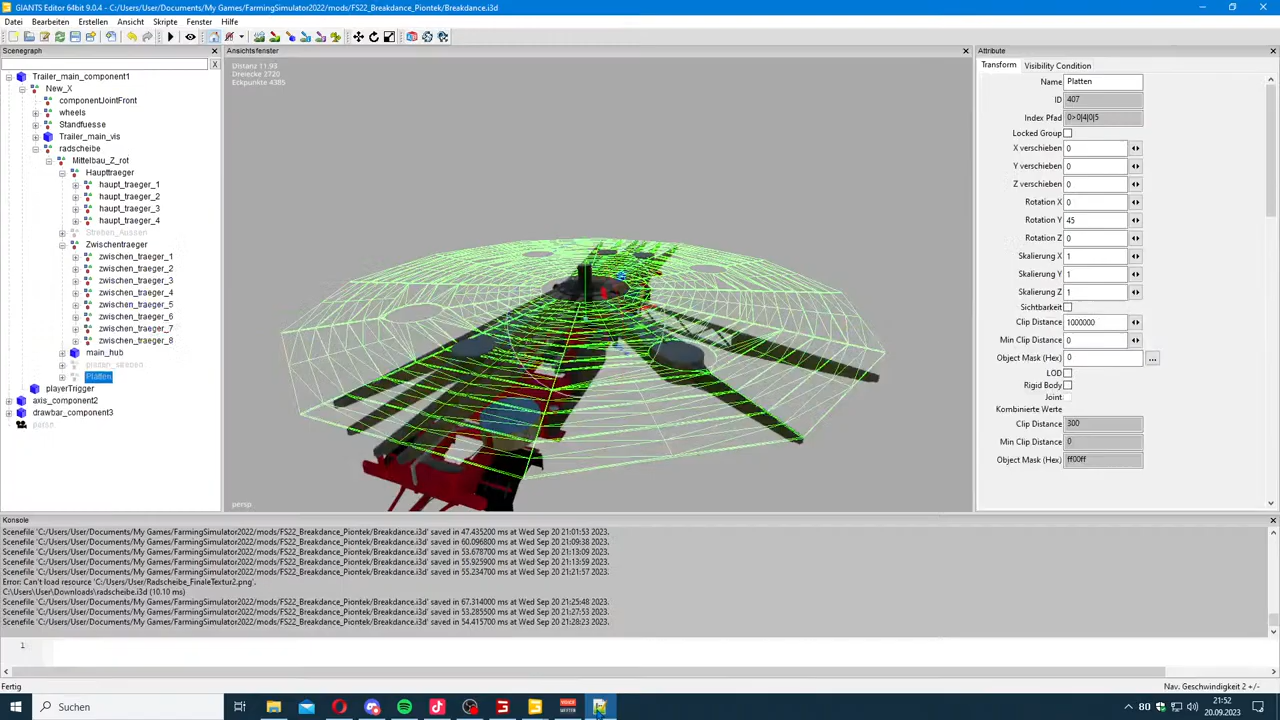 GIANTS Editor 64bit 9.0.4 - C:/Users/User/Documents/My Games/FarmingSimulator2022/mods/FS22_Breakdance_Piontek/Breakdance.i3d
Datei Bearbeiten Erstellen Ansicht Skripte Fenster Hilfe
Scenegraph
X
Trailer_main_component1
New_X
componentJointFront
wheels
Standfuesse
Trailer_main_vis
radscheibe
Mittelbau_Z_rot
Haupttraeger
haupt_traeger_1
haupt_traeger_2
haupt_traeger_3
haupt_traeger_4
Streben_Aussen
Zwischentraeger
zwischen_traeger_1
zwischen_traeger_2
zwischen_traeger_3
zwischen_traeger_4
zwischen_traeger_5
zwischen_traeger_6
zwischen_traeger_7
zwischen_traeger_8
main_hub
platten_streben
Platten
playerTrigger
axis_component2
drawbar_component3
persp
Ansichtsfenster
Distanz 11.93
Dreiecke 2720
Eckpunkte 4385
persp
Attribute
Transform Visibility Condition
Name Platten
ID 407
Index Pfad 0>0|4|0|5
Locked Group
X verschieben 0
Y verschieben 0
Z verschieben 0
Rotation X 0
Rotation Y 45
Rotation Z 0
Skalierung X 1
Skalierung Y 1
Skalierung Z 1
Sichtbarkeit
Clip Distance 1000000
Min Clip Distance 0
Object Mask (Hex) 0 ...
LOD
Rigid Body
Joint
Kombinierte Werte
Clip Distance 300
Min Clip Distance 0
Object Mask (Hex) ff00ff
Konsole
Scenefile 'C:/Users/User/Documents/My Games/FarmingSimulator2022/mods/FS22_Breakdance_Piontek/Breakdance.i3d' saved in 47.435200 ms at Wed Sep 20 21:01:53 2023.
Scenefile 'C:/Users/User/Documents/My Games/FarmingSimulator2022/mods/FS22_Breakdance_Piontek/Breakdance.i3d' saved in 60.096800 ms at Wed Sep 20 21:09:38 2023.
Scenefile 'C:/Users/User/Documents/My Games/FarmingSimulator2022/mods/FS22_Breakdance_Piontek/Breakdance.i3d' saved in 53.678700 ms at Wed Sep 20 21:13:09 2023.
Scenefile 'C:/Users/User/Documents/My Games/FarmingSimulator2022/mods/FS22_Breakdance_Piontek/Breakdance.i3d' saved in 55.925900 ms at Wed Sep 20 21:13:59 2023.
Scenefile 'C:/Users/User/Documents/My Games/FarmingSimulator2022/mods/FS22_Breakdance_Piontek/Breakdance.i3d' saved in 55.234700 ms at Wed Sep 20 21:21:57 2023.
Error: Can't load resource 'C:/Users/User/Radscheibe_FinaleTextur2.png'.
C:\Users\User\Downloads\radscheibe.i3d (10.10 ms)
Scenefile 'C:/Users/User/Documents/My Games/FarmingSimulator2022/mods/FS22_Breakdance_Piontek/Breakdance.i3d' saved in 67.314000 ms at Wed Sep 20 21:25:48 2023.
Scenefile 'C:/Users/User/Documents/My Games/FarmingSimulator2022/mods/FS22_Breakdance_Piontek/Breakdance.i3d' saved in 53.285500 ms at Wed Sep 20 21:27:53 2023.
Scenefile 'C:/Users/User/Documents/My Games/FarmingSimulator2022/mods/FS22_Breakdance_Piontek/Breakdance.i3d' saved in 54.415700 ms at Wed Sep 20 21:28:23 2023.
1
Fertig
Nav. Geschwindigkeit 2 +/-
Suchen
21:52
20.09.2023